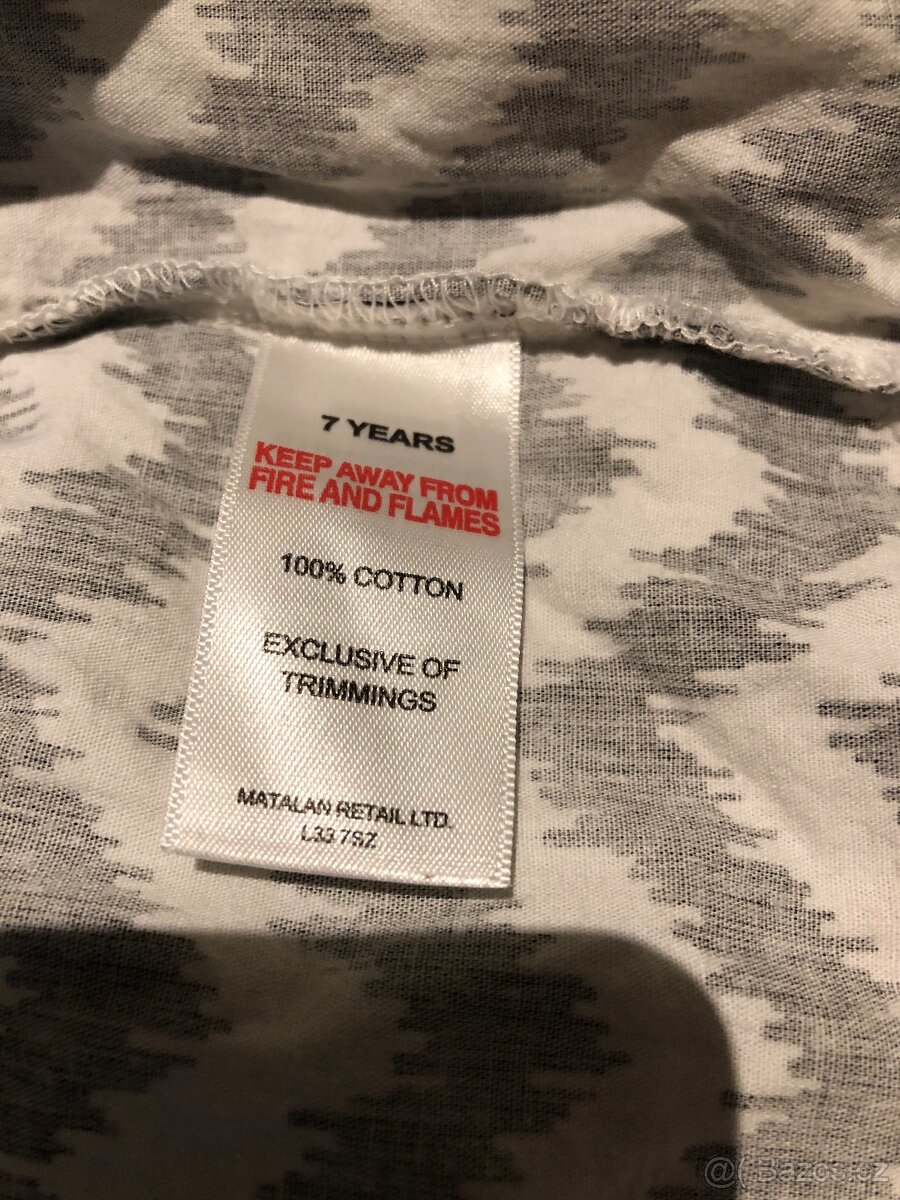 7 YEARS
KEEP AWAY FROM
FIRE AND FLAMES
100% COTTON
EXCLUSIVE OF
TRIMMINGS
MATALAN RETAIL LTD.
L33 7SZ
@( Bazos.cz